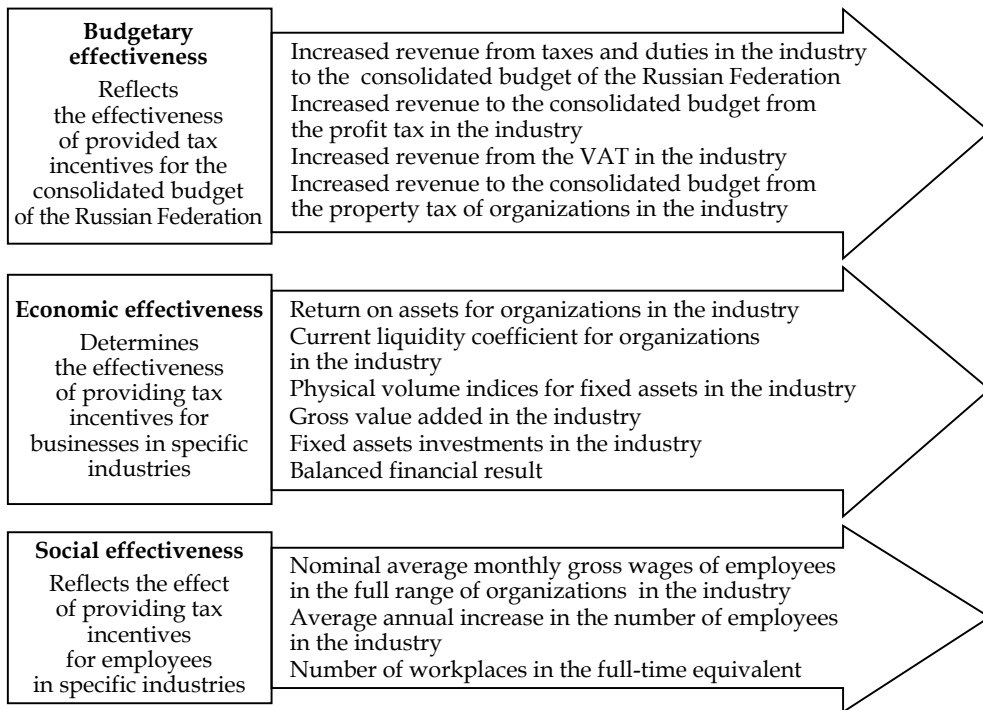 Budgetary
effectiveness
Reflects
the effectiveness
of provided tax
incentives for the
consolidated budget
of the Russian Federation
Increased revenue from taxes and duties in the industry
to the consolidated budget of the Russian Federation
Increased revenue to the consolidated budget from
the profit tax in the industry
Increased revenue from the VAT in the industry
Increased revenue to the consolidated budget from
the property tax of organizations in the industry
Economic effectiveness
Determines
the effectiveness
of providing tax
incentives for
businesses in specific
industries
Return on assets for organizations in the industry
Current liquidity coefficient for organizations
in the industry
Physical volume indices for fixed assets in the industry
Gross value added in the industry
Fixed assets investments in the industry
Balanced financial result
Social effectiveness
Reflects the effect
of providing tax
incentives
for employees
in specific industries
Nominal average monthly gross wages of employees
in the full range of organizations in the industry
Average annual increase in the number of employees
in the industry
Number of workplaces in the full-time equivalent